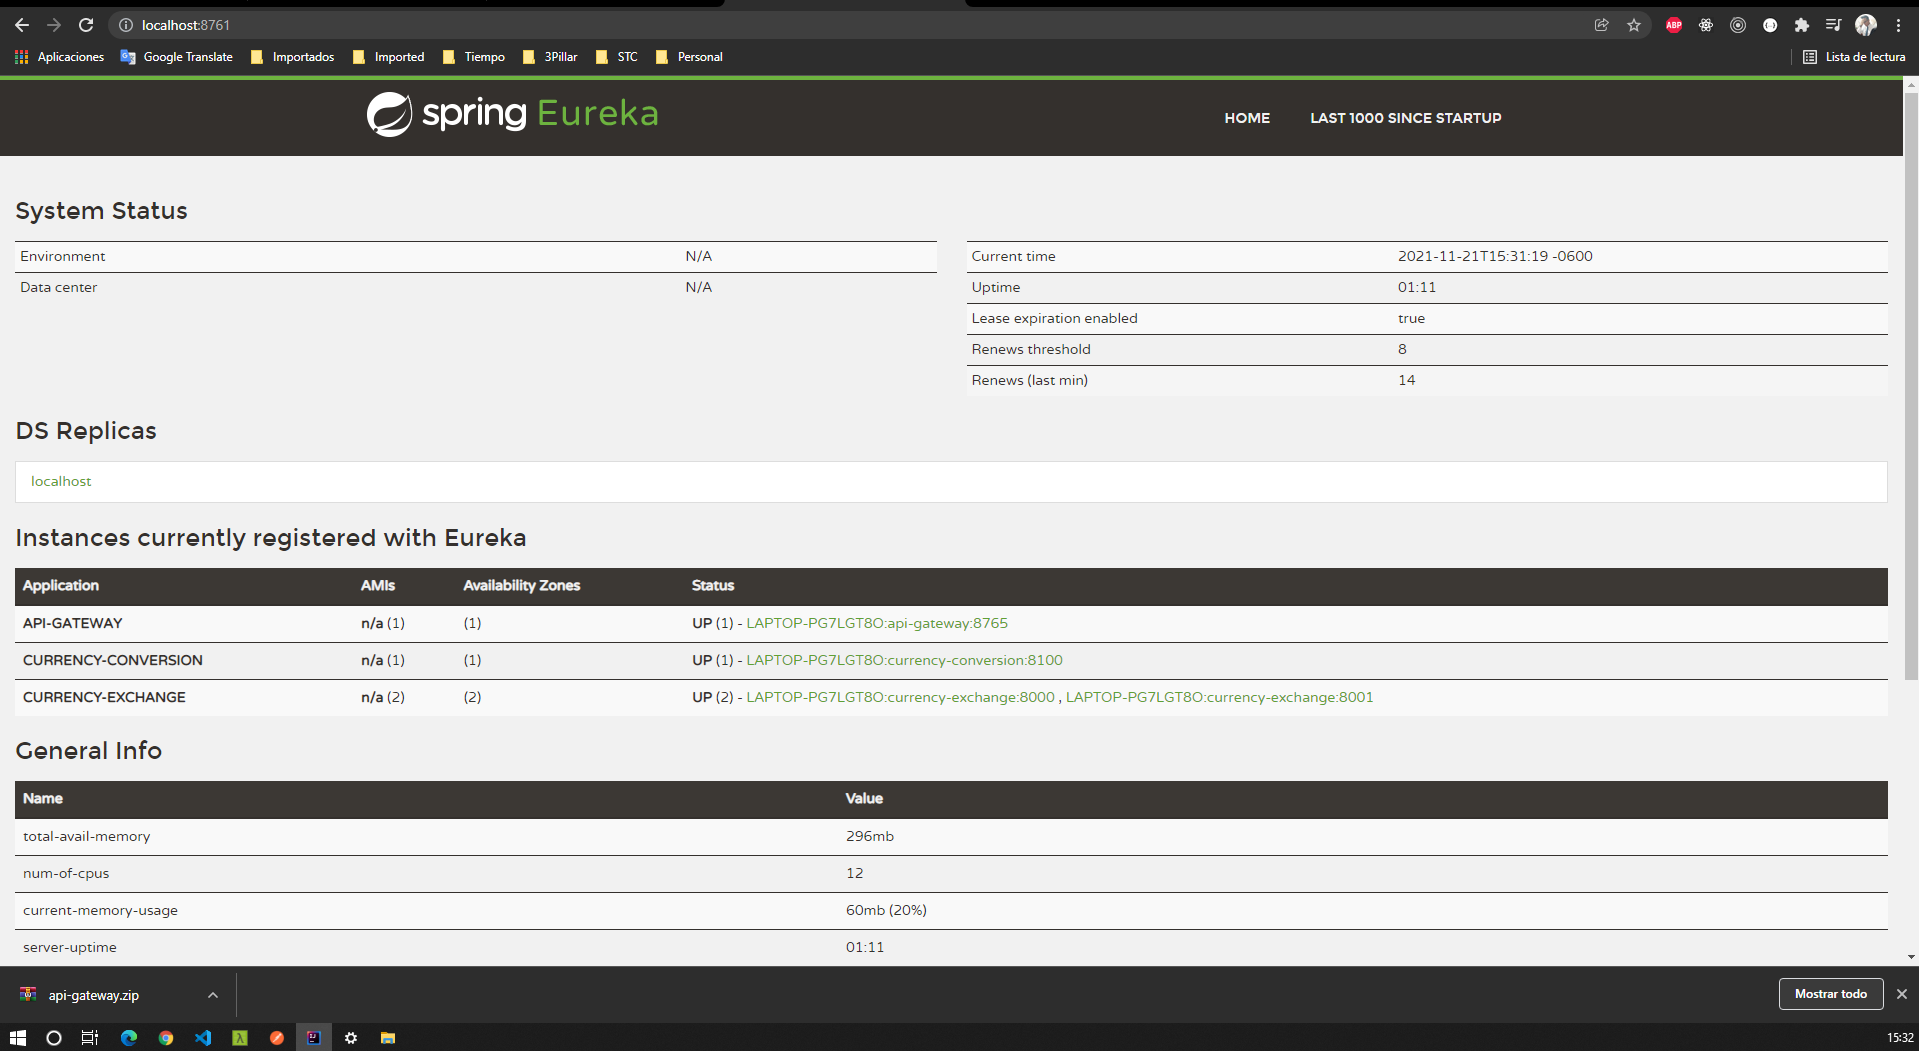 localhost:8761
ABP
Aplicaciones Google Translate Importados Imported Tiempo 3Pillar STC Personal Lista de lectura
spring Eureka HOME LAST 1000 SINCE STARTUP
System Status
Environment N/A
Data center N/A
Current time 2021-11-21T15:31:19 -0600
Uptime 01:11
Lease expiration enabled true
Renews threshold 8
Renews (last min) 14
DS Replicas
localhost
Instances currently registered with Eureka
Application AMIs Availability Zones Status
API-GATEWAY n/a (1) (1) UP (1) - LAPTOP-PG7LGT8O:api-gateway:8765
CURRENCY-CONVERSION n/a (1) (1) UP (1) - LAPTOP-PG7LGT8O:currency-conversion:8100
CURRENCY-EXCHANGE n/a (2) (2) UP (2) - LAPTOP-PG7LGT8O:currency-exchange:8000 , LAPTOP-PG7LGT8O:currency-exchange:8001
General Info
Name Value
total-avail-memory 296mb
num-of-cpus 12
current-memory-usage 60mb (20%)
server-uptime 01:11
api-gateway.zip Mostrar todo
15:32